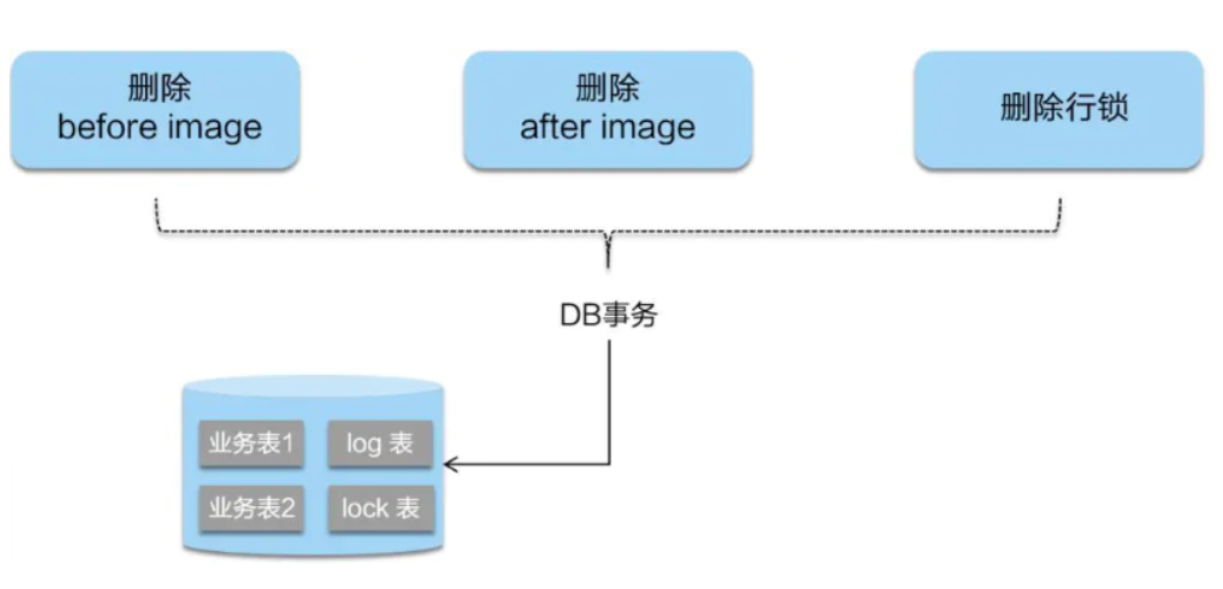 删除
before image
删除
after image
删除行锁
DB事务
业务表1
log 表
业务表2
lock 表